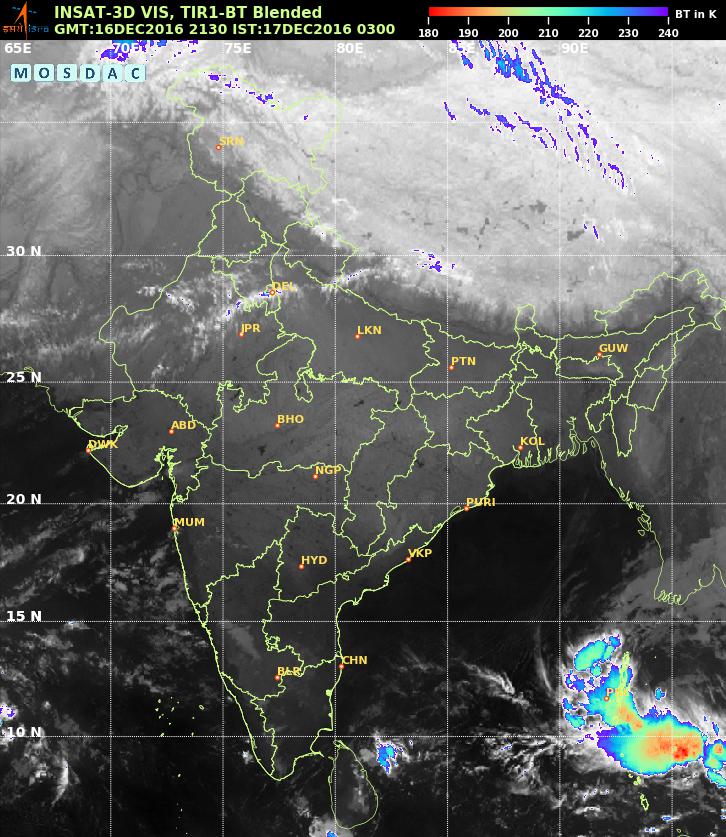 INSAT-3D VIS, TIR1-BT Blended
GMT:16DEC2016 2130 IST:17DEC2016 0300
BT in K
180 190 200 210 220 230 240
65E 70E 75E 80E 85E 90E
MOSDAC
SRN
30 N
DEL
JPR
LKN
GUW
PTN
25 N
ABD
BHO
DWK
KOL
NGP
20 N
PURI
MUM
VKP
HYD
15 N
CHN
BLR
10 N